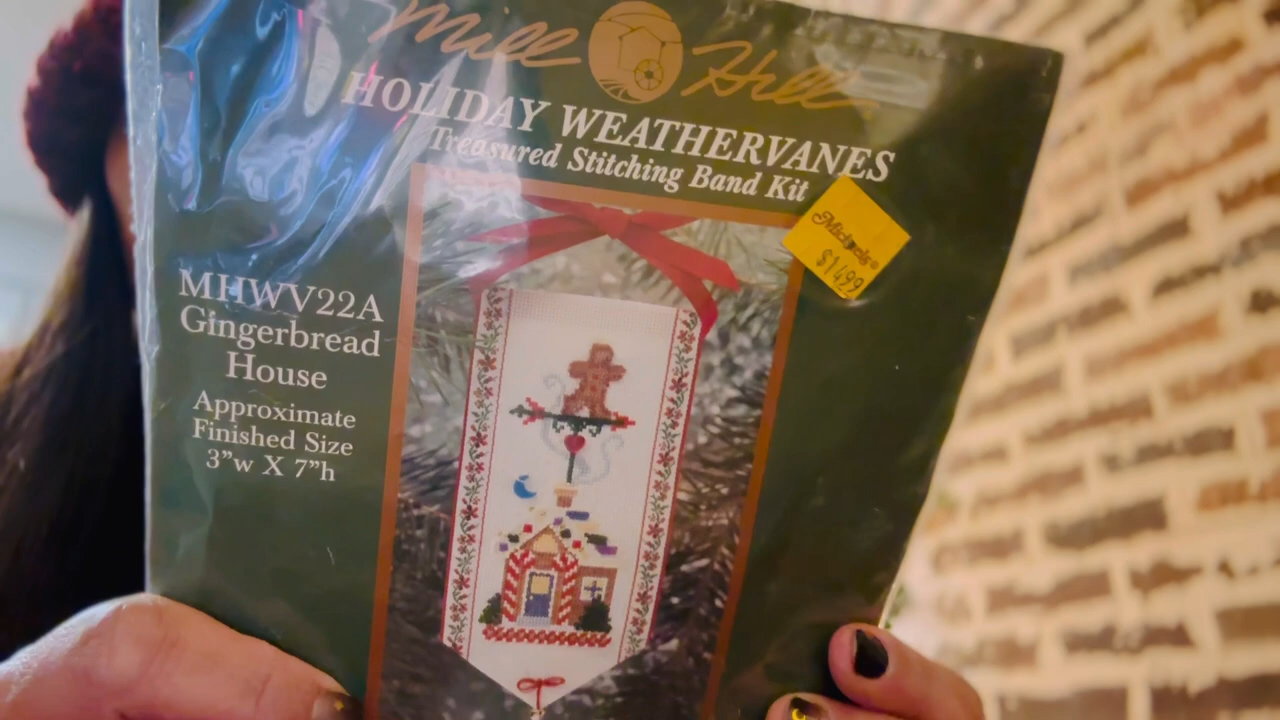 Mill Hill
HOLIDAY WEATHERVANES
Treasured Stitching Band Kit
Michaels®
$14.99
MHWV22A
Gingerbread
House
Approximate
Finished Size
3”w X 7”h